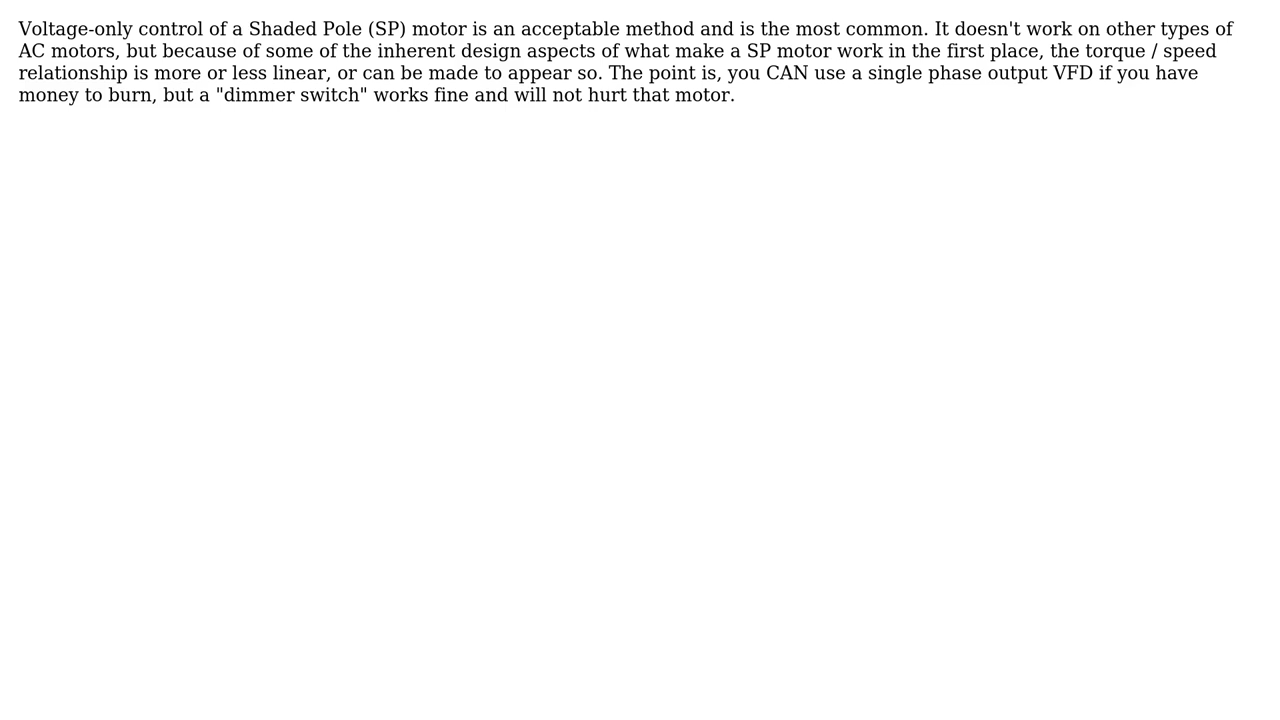 Voltage-only control of a Shaded Pole (SP) motor is an acceptable method and is the most common. It doesn't work on other types of
AC motors, but because of some of the inherent design aspects of what make a SP motor work in the first place, the torque / speed
relationship is more or less linear, or can be made to appear so. The point is, you CAN use a single phase output VFD if you have
money to burn, but a "dimmer switch" works fine and will not hurt that motor.